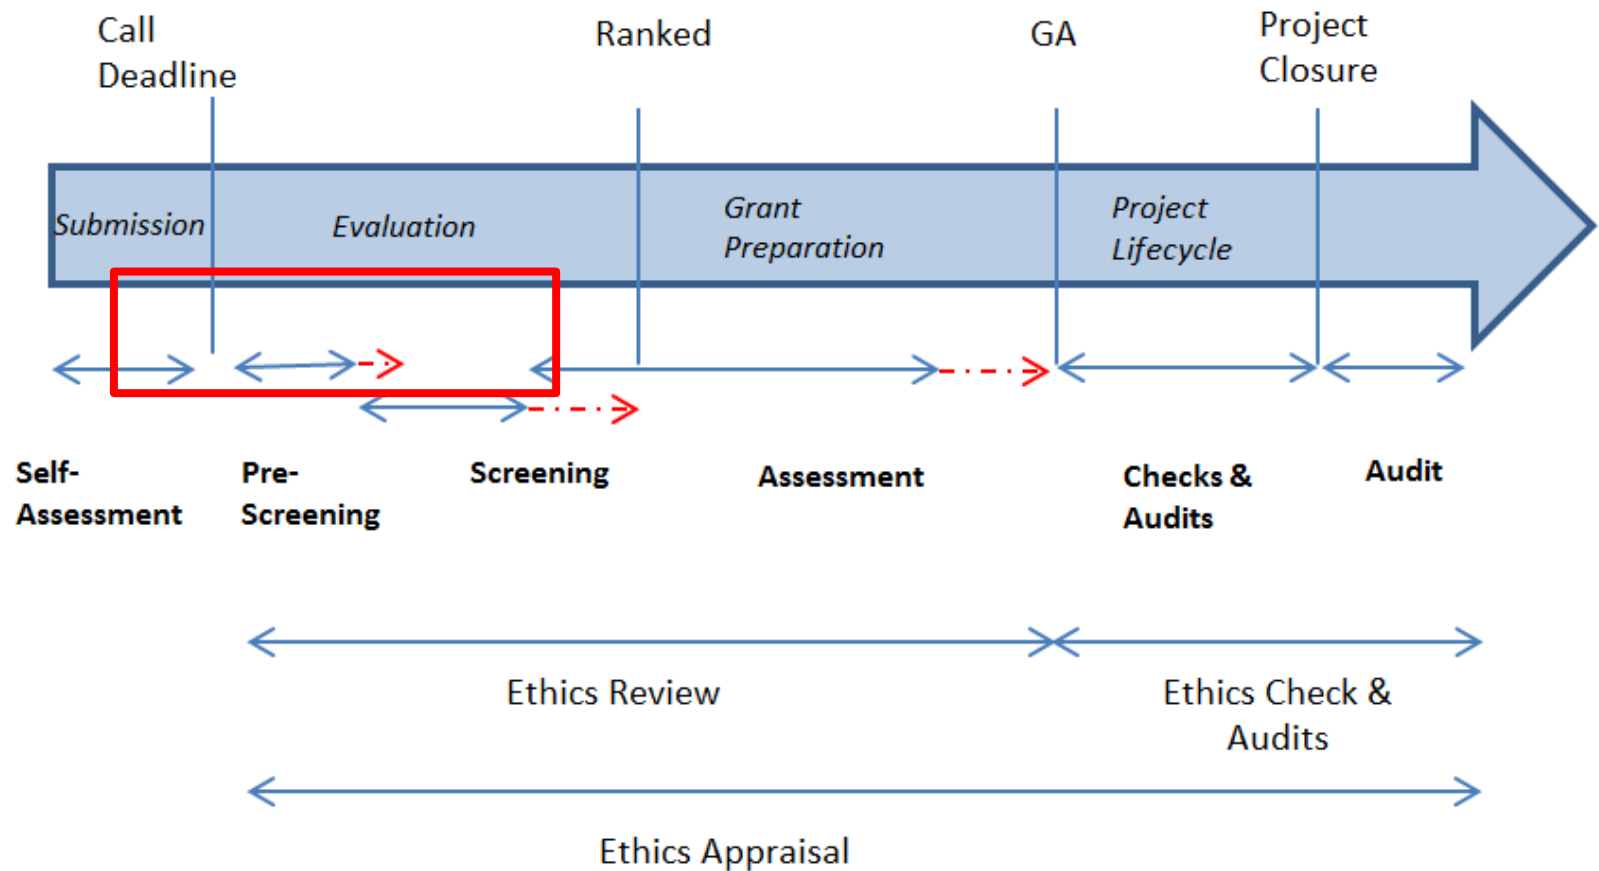 Call
Deadline
Ranked
GA
Project
Closure
Submission
Evaluation
Grant
Preparation
Project
Lifecycle
Self-
Assessment
Pre-
Screening
Screening
Assessment
Checks &
Audits
Audit
Ethics Review
Ethics Check &
Audits
Ethics Appraisal